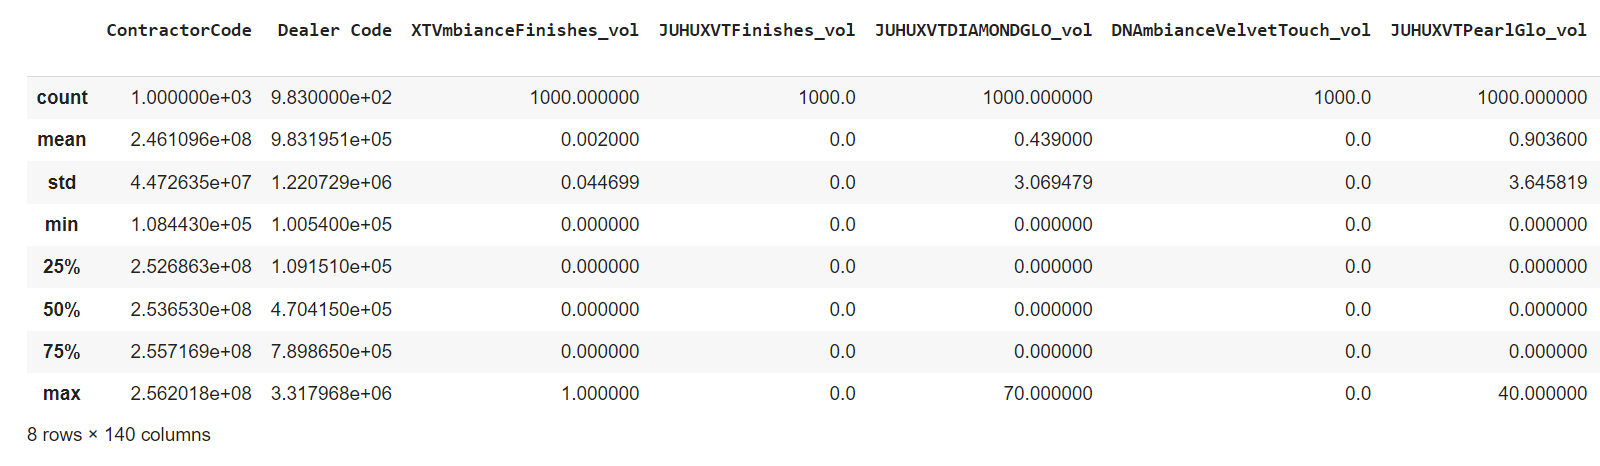 ContractorCode Dealer Code XTVmbianceFinishes_vol JUHUXVTFinishes_vol JUHUXVTDIAMONDGLO_vol DNAmbianceVelvetTouch_vol JUHUXVTPearlGlo_vol
count 1.000000e+03 9.830000e+02 1000.000000 1000.0 1000.000000 1000.0 1000.000000
mean 2.461096e+08 9.831951e+05 0.002000 0.0 0.439000 0.0 0.903600
std 4.472635e+07 1.220729e+06 0.044699 0.0 3.069479 0.0 3.645819
min 1.084430e+05 1.005400e+05 0.000000 0.0 0.000000 0.0 0.000000
25% 2.526863e+08 1.091510e+05 0.000000 0.0 0.000000 0.0 0.000000
50% 2.536530e+08 4.704150e+05 0.000000 0.0 0.000000 0.0 0.000000
75% 2.557169e+08 7.898650e+05 0.000000 0.0 0.000000 0.0 0.000000
max 2.562018e+08 3.317968e+06 1.000000 0.0 70.000000 0.0 40.000000
8 rows × 140 columns